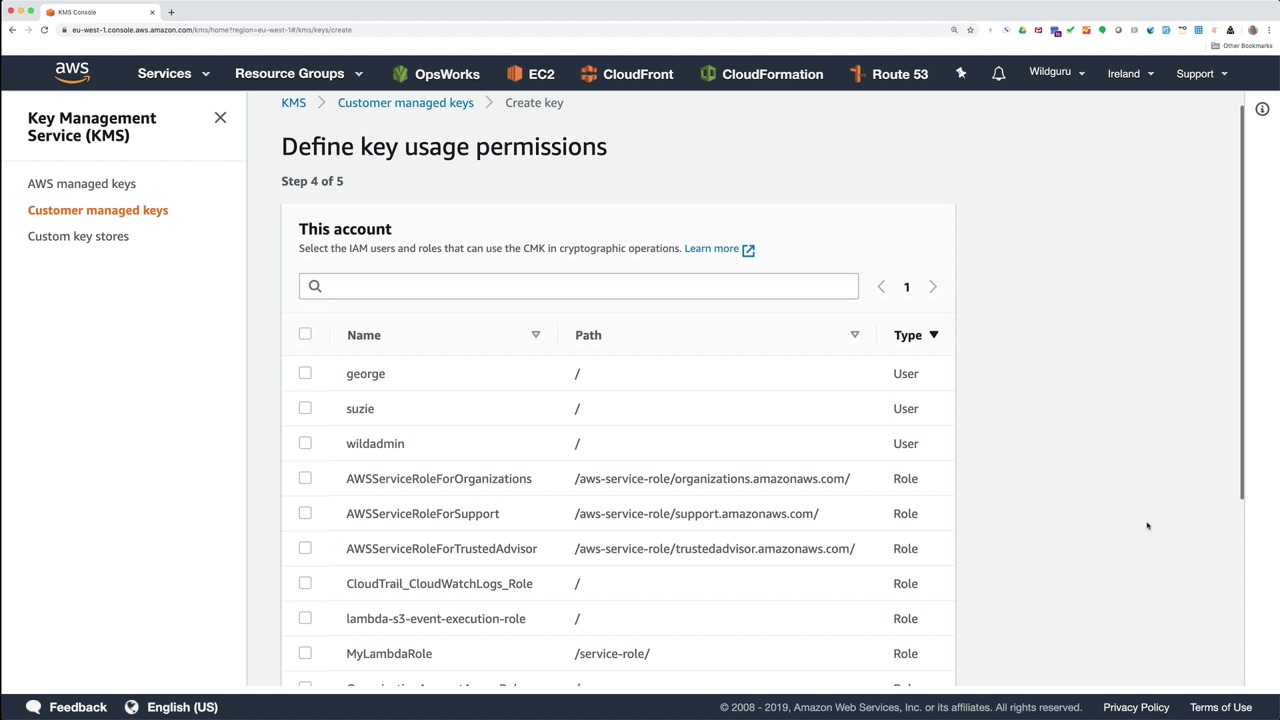 KMS Console
eu-west-1.console.aws.amazon.com/kms/home?region=eu-west-1#/kms/keys/create
Other Bookmarks
aws
Services
Resource Groups
OpsWorks
EC2
CloudFront
CloudFormation
Route 53
Wildguru
Ireland
Support
Key Management
Service (KMS)
AWS managed keys
Customer managed keys
Custom key stores
KMS
Customer managed keys
Create key
Define key usage permissions
Step 4 of 5
This account
Select the IAM users and roles that can use the CMK in cryptographic operations. Learn more
1
Name Path Type
george / User
suzie / User
wildadmin / User
AWSServiceRoleForOrganizations /aws-service-role/organizations.amazonaws.com/ Role
AWSServiceRoleForSupport /aws-service-role/support.amazonaws.com/ Role
AWSServiceRoleForTrustedAdvisor /aws-service-role/trustedadvisor.amazonaws.com/ Role
CloudTrail_CloudWatchLogs_Role / Role
lambda-s3-event-execution-role / Role
MyLambdaRole /service-role/ Role
Feedback
English (US)
© 2008 - 2019, Amazon Web Services, Inc. or its affiliates. All rights reserved.
Privacy Policy
Terms of Use